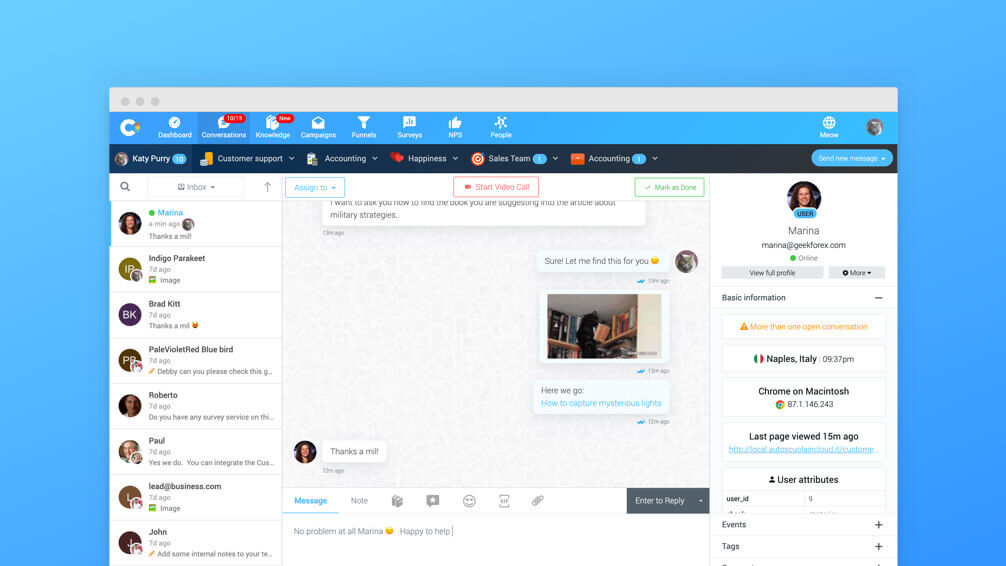 10/15
New
Dashboard
Conversations
Knowledge
Campaigns
Funnels
Surveys
NPS
People
Meow
Katy Purry 10
Customer support
Accounting
Happiness
Sales Team 1
Accounting 1
Send new message
Inbox
Assign to
Start Video Call
Mark as Done
Marina
a min ago
Thanks a mil!
IP
Indigo Parakeet
7d ago
Image
BK
Brad Kitt
7d ago
Thanks a mil
PB
PaleVioletRed Blue bird
7d ago
Debby can you please check this g...
Roberto
7d ago
Do you have any survey service on thi...
Paul
7d ago
Yes we do. You can integrate the Cus...
L
lead@business.com
7d ago
Image
J
John
7d ago
Add some internal notes to your te...
I want to ask you how to find the book you are suggesting into the article about
military strategies..
13m ago
Sure! Let me find this for you
13m ago
13m ago
Here we go:
How to capture mysterious lights
12m ago
Thanks a mil!
12m ago
Message
Note
GIF
Enter to Reply
No problem at all Marina Happy to help
USER
Marina
marina@geekforex.com
Online
View full profile
More
Basic information
More than one open conversation
Naples, Italy 09:37pm
Chrome on Macintosh
87.1.146.243
Last page viewed 15m ago
http://local.autoscuolaincloud.it/custome...
User attributes
user_id 9
Events
Tags